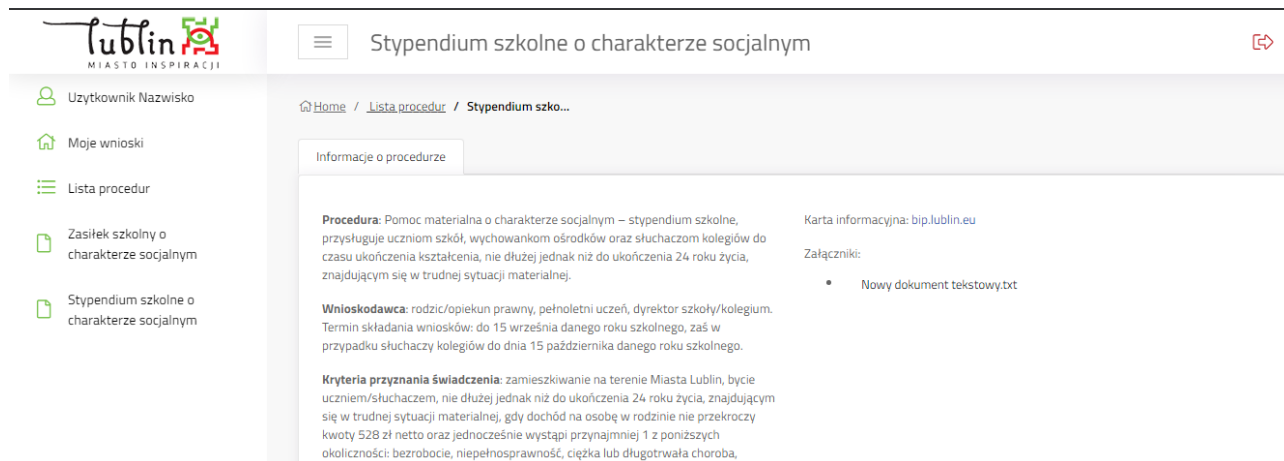 lublin
MIASTO INSPIRACJI
Stypendium szkolne o charakterze socjalnym
Uzytkownik Nazwisko
Moje wnioski
Lista procedur
Zasiłek szkolny o
charakterze socjalnym
Stypendium szkolne o
charakterze socjalnym
Home / Lista procedur / Stypendium szko...
Informacje o procedurze
Procedura: Pomoc materialna o charakterze socjalnym – stypendium szkolne,
przysługuje uczniom szkół, wychowankom ośrodków oraz słuchaczom kolegiów do
czasu ukończenia kształcenia, nie dłużej jednak niż do ukończenia 24 roku życia,
znajdującym się w trudnej sytuacji materialnej.
Wnioskodawca: rodzic/opiekun prawny, pełnoletni uczeń, dyrektor szkoły/kolegium.
Termin składania wniosków: do 15 września danego roku szkolnego, zaś w
przypadku słuchaczy kolegiów do dnia 15 października danego roku szkolnego.
Kryteria przyznania świadczenia: zamieszkiwanie na terenie Miasta Lublin, bycie
uczniem/słuchaczem, nie dłużej jednak niż do ukończenia 24 roku życia, znajdującym
się w trudnej sytuacji materialnej, gdy dochód na osobę w rodzinie nie przekroczy
kwoty 528 zł netto oraz jednocześnie wystąpi przynajmniej 1 z poniższych
okoliczności: bezrobocie, niepełnosprawność, ciężka lub długotrwała choroba,
Karta informacyjna: bip.lublin.eu
Załączniki:
• Nowy dokument tekstowy.txt